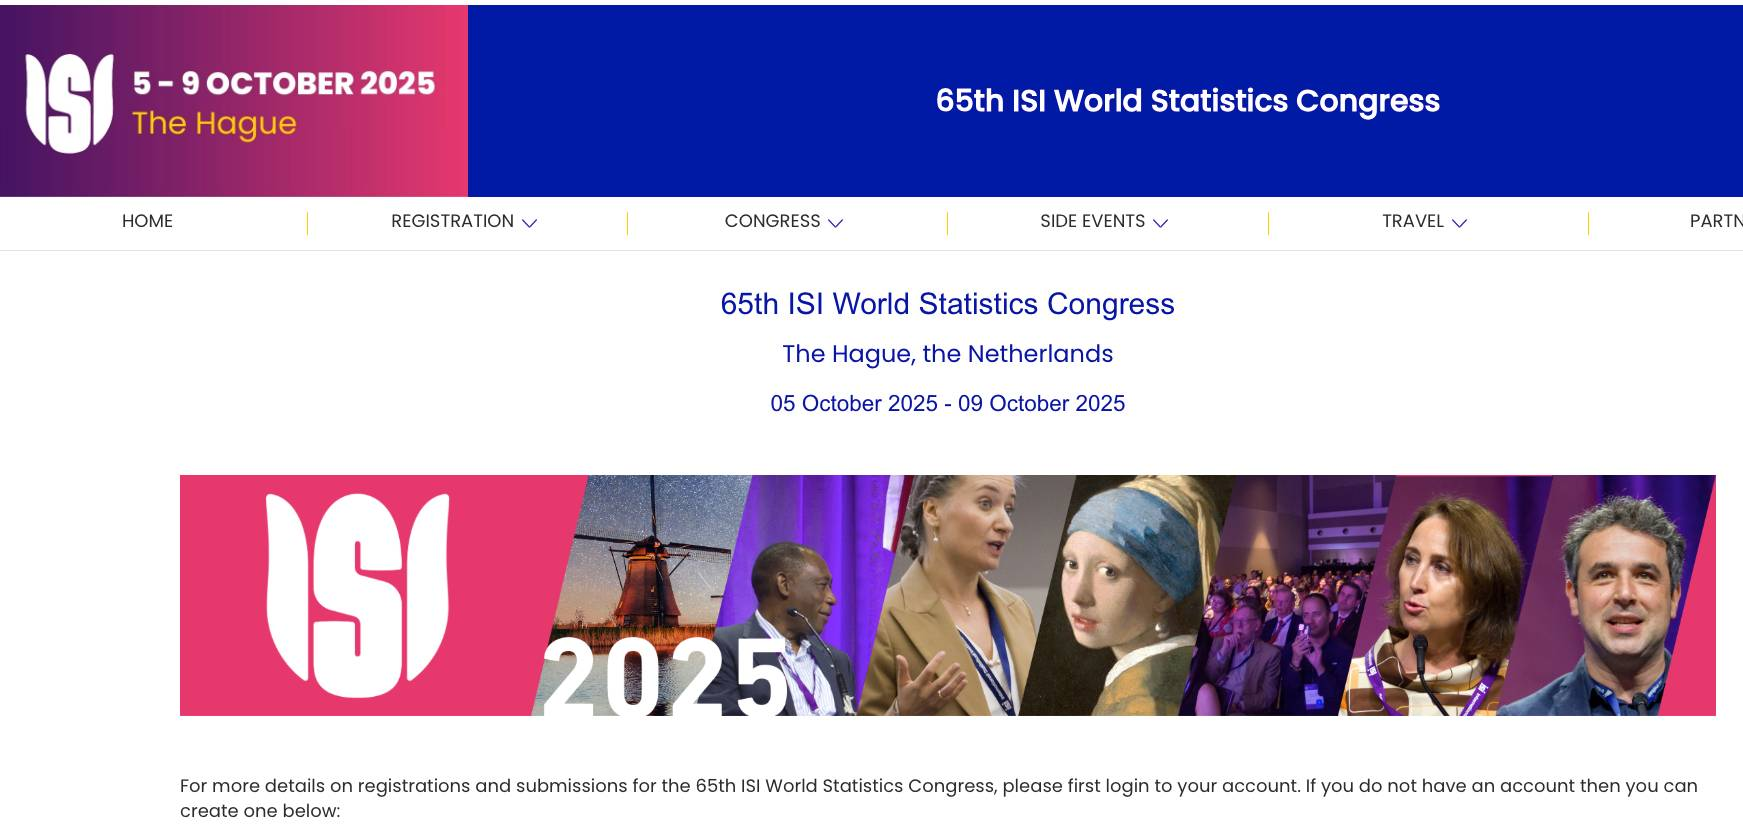 ISI
5 – 9 OCTOBER 2025
The Hague
65th ISI World Statistics Congress
HOME
REGISTRATION
CONGRESS
SIDE EVENTS
TRAVEL
PARTN
65th ISI World Statistics Congress
The Hague, the Netherlands
05 October 2025 - 09 October 2025
ISI
2025
For more details on registrations and submissions for the 65th ISI World Statistics Congress, please first login to your account. If you do not have an account then you can
create one below: